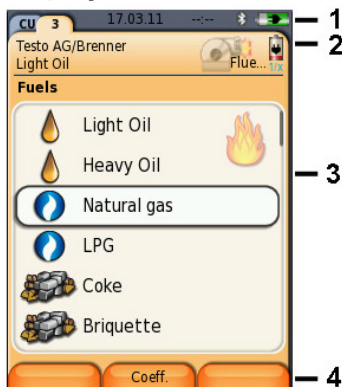 CU 3 17.03.11 --:-- 1
2
Testo AG/Brenner
Light Oil Flue... 1/x
Fuels
Light Oil
Heavy Oil
Natural gas 3
LPG
Coke
Briquette
Coeff. 4